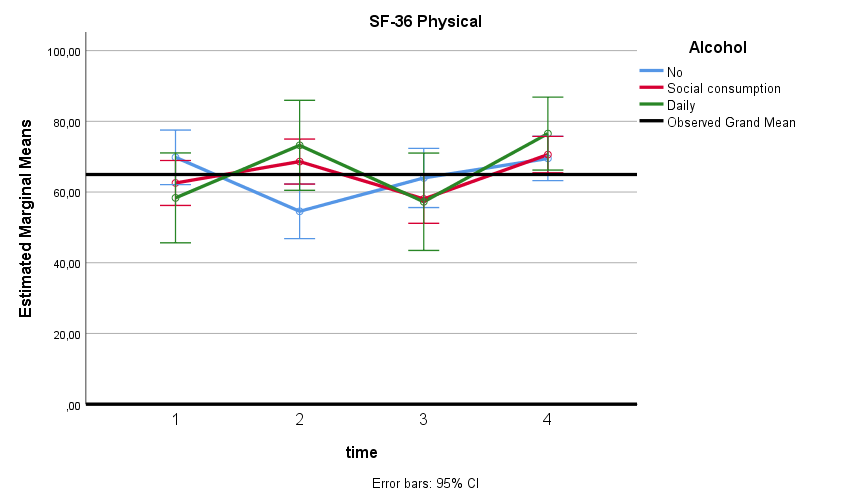 SF-36 Physical
Estimated Marginal Means
100,00
80,00
60,00
40,00
20,00
,00
1 2 3 4
time
Alcohol
No
Social consumption
Daily
Observed Grand Mean
Error bars: 95% CI